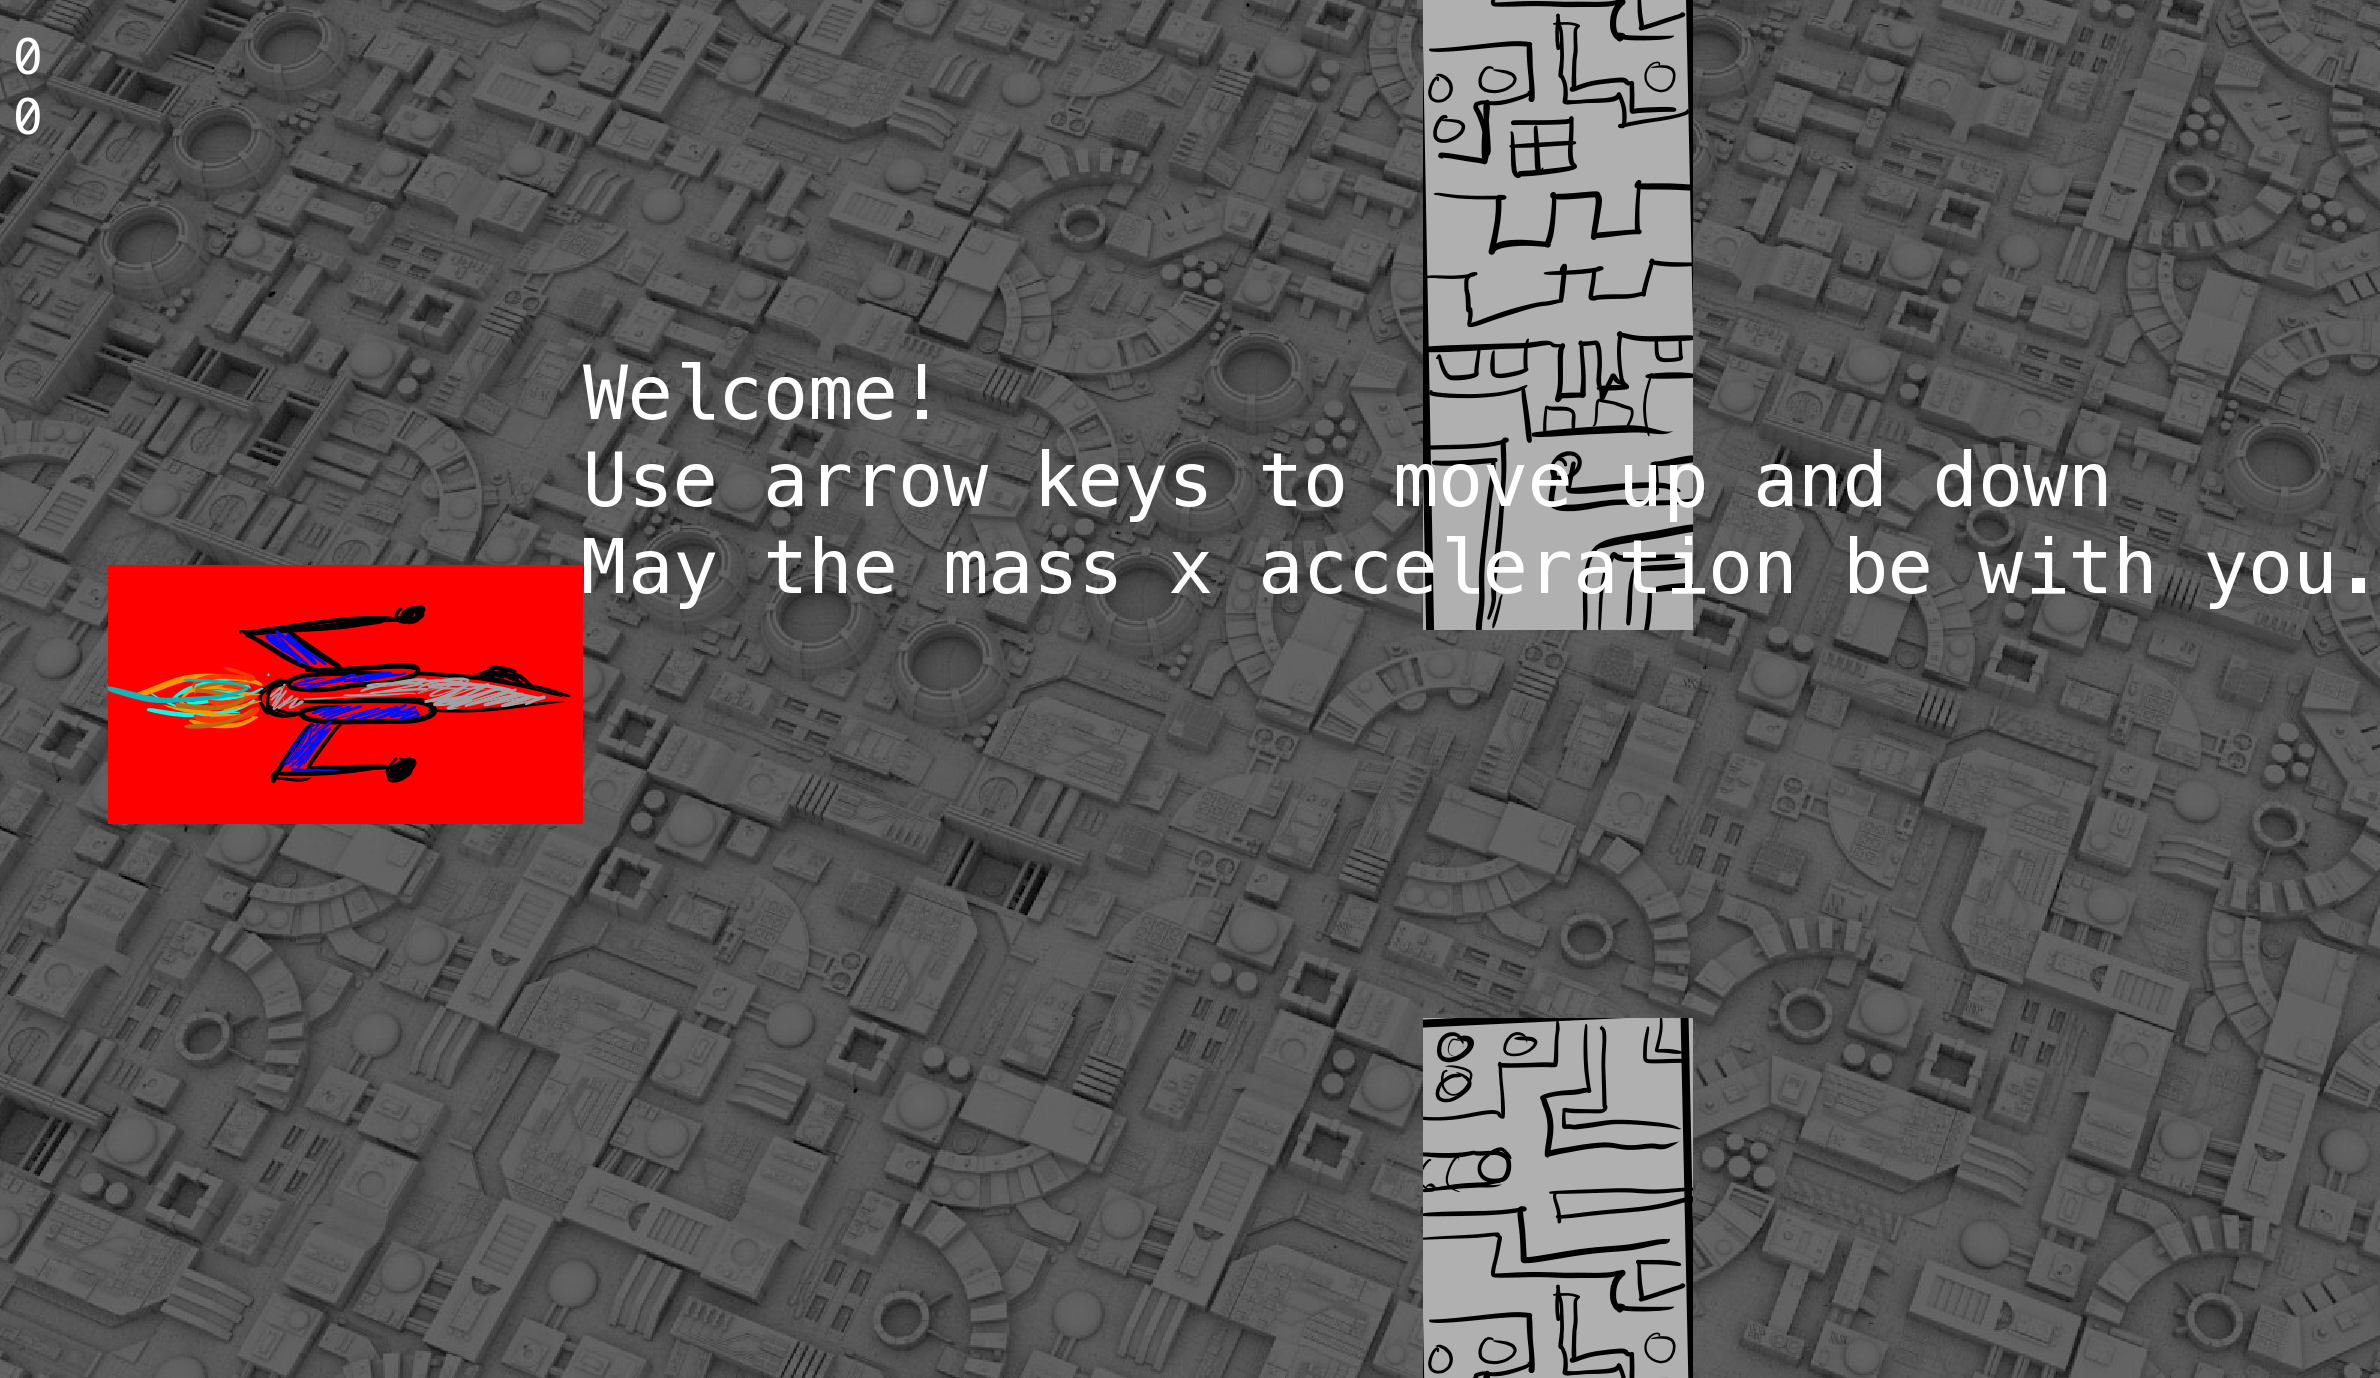 0
0
Welcome!
Use arrow keys to move up and down
May the mass x acceleration be with you.